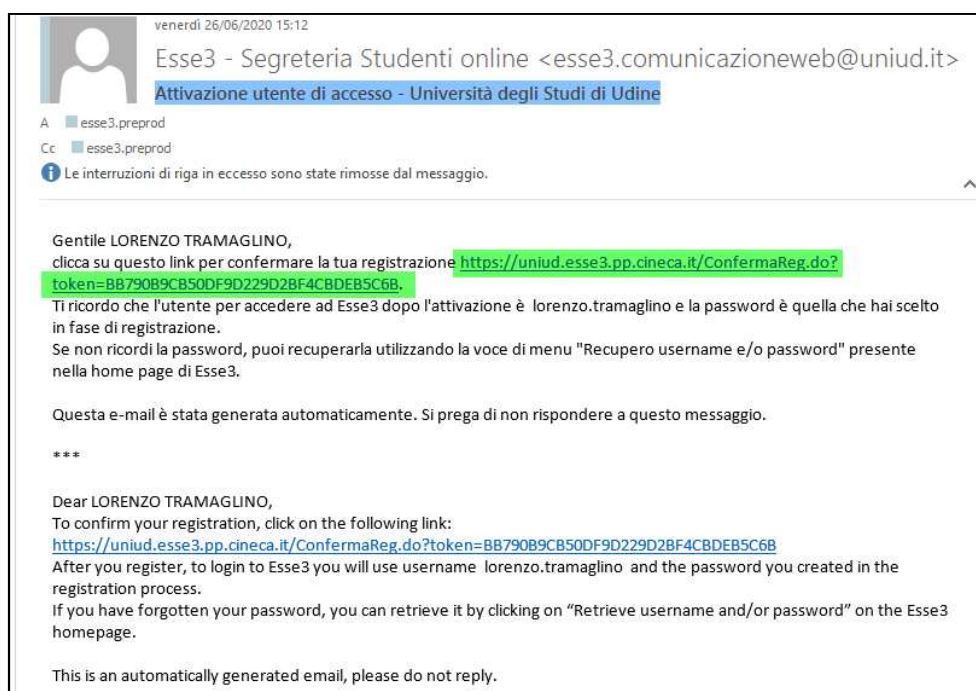 venerdì 26/06/2020 15:12
Esse3 - Segreteria Studenti online <esse3.comunicazioneweb@uniud.it>
Attivazione utente di accesso - Università degli Studi di Udine
A esse3.preprod
Cc esse3.preprod
Le interruzioni di riga in eccesso sono state rimosse dal messaggio.
Gentile LORENZO TRAMAGLINO,
clicca su questo link per confermare la tua registrazione https://uniud.esse3.pp.cineca.it/ConfermaReg.do?
token=BB790B9CB50DF9D229D2BF4CBDEB5C6B.
Ti ricordo che l'utente per accedere ad Esse3 dopo l'attivazione è lorenzo.tramaglino e la password è quella che hai scelto
in fase di registrazione.
Se non ricordi la password, puoi recuperarla utilizzando la voce di menu "Recupero username e/o password" presente
nella home page di Esse3.
Questa e-mail è stata generata automaticamente. Si prega di non rispondere a questo messaggio.
***
Dear LORENZO TRAMAGLINO,
To confirm your registration, click on the following link:
https://uniud.esse3.pp.cineca.it/ConfermaReg.do?token=BB790B9CB50DF9D229D2BF4CBDEB5C6B
After you register, to login to Esse3 you will use username lorenzo.tramaglino and the password you created in the
registration process.
If you have forgotten your password, you can retrieve it by clicking on “Retrieve username and/or password” on the Esse3
homepage.
This is an automatically generated email, please do not reply.